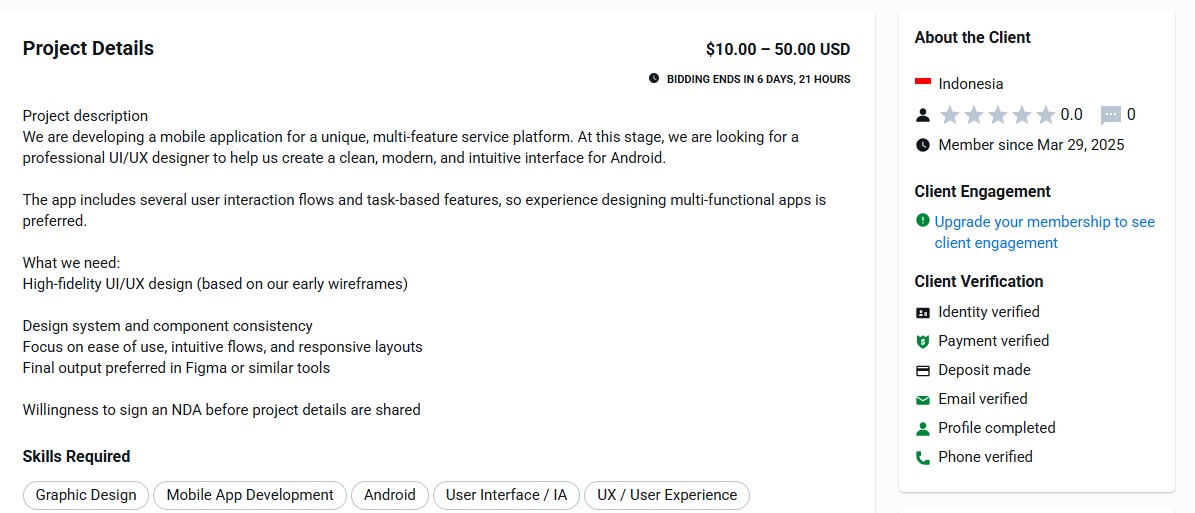 Project Details
$10.00 – 50.00 USD
BIDDING ENDS IN 6 DAYS, 21 HOURS
Project description
We are developing a mobile application for a unique, multi-feature service platform. At this stage, we are looking for a
professional UI/UX designer to help us create a clean, modern, and intuitive interface for Android.
The app includes several user interaction flows and task-based features, so experience designing multi-functional apps is
preferred.
What we need:
High-fidelity UI/UX design (based on our early wireframes)
Design system and component consistency
Focus on ease of use, intuitive flows, and responsive layouts
Final output preferred in Figma or similar tools
Willingness to sign an NDA before project details are shared
Skills Required
Graphic Design
Mobile App Development
Android
User Interface / IA
UX / User Experience
About the Client
Indonesia
0.0
0
Member since Mar 29, 2025
Client Engagement
Upgrade your membership to see
client engagement
Client Verification
Identity verified
Payment verified
Deposit made
Email verified
Profile completed
Phone verified